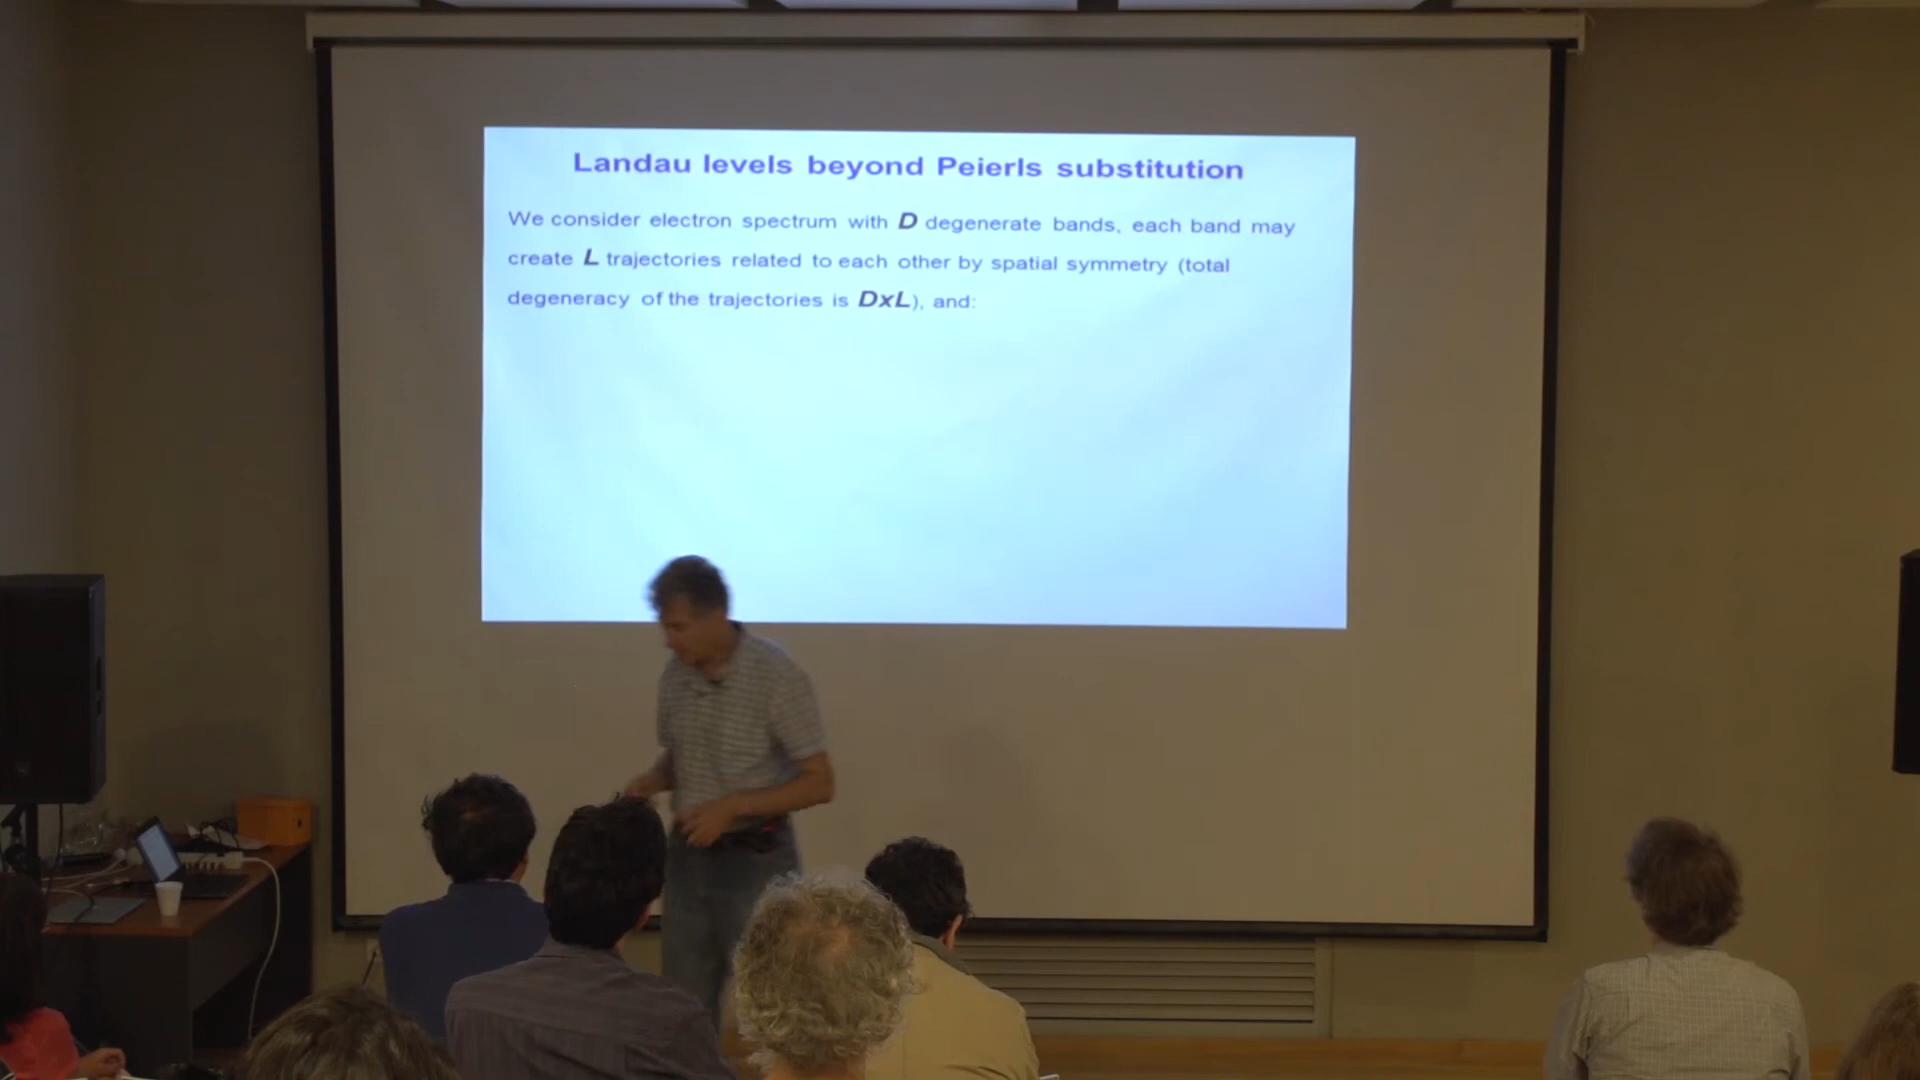 Landau levels beyond Peierls substitution
We consider electron spectrum with D degenerate bands, each band may
create L trajectories related to each other by spatial symmetry (total
degeneracy of the trajectories is DxL), and: